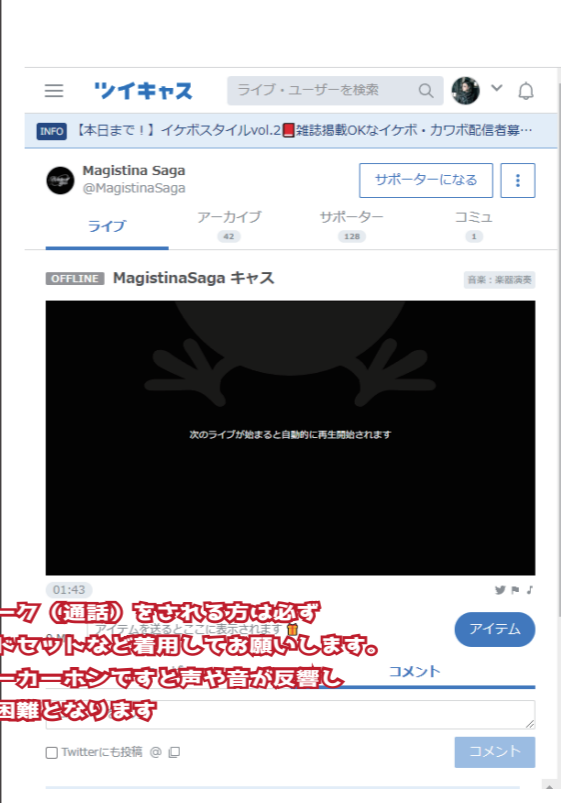 ツイキャス
ライブ・ユーザーを検索
INFO 【本日まで！】イケボスタイルvol.2📕雑誌掲載OKなイケボ・カワボ配信者募…
Magistina Saga
@MagistinaSaga
サポーターになる
ライブ
アーカイブ
42
サポーター
128
コミュ
1
OFFLINE MagistinaSaga キャス
音楽：楽器演奏
次のライブが始まると自動的に再生開始されます
01:43
ーク（通話）をされる方は必ず
アイテムを送るとここに表示されます
アイテム
ドセットなど着用してお願いします。
ーカーホンですと声や音が反響し
コメント
困難となります
Twitterにも投稿 @
コメント